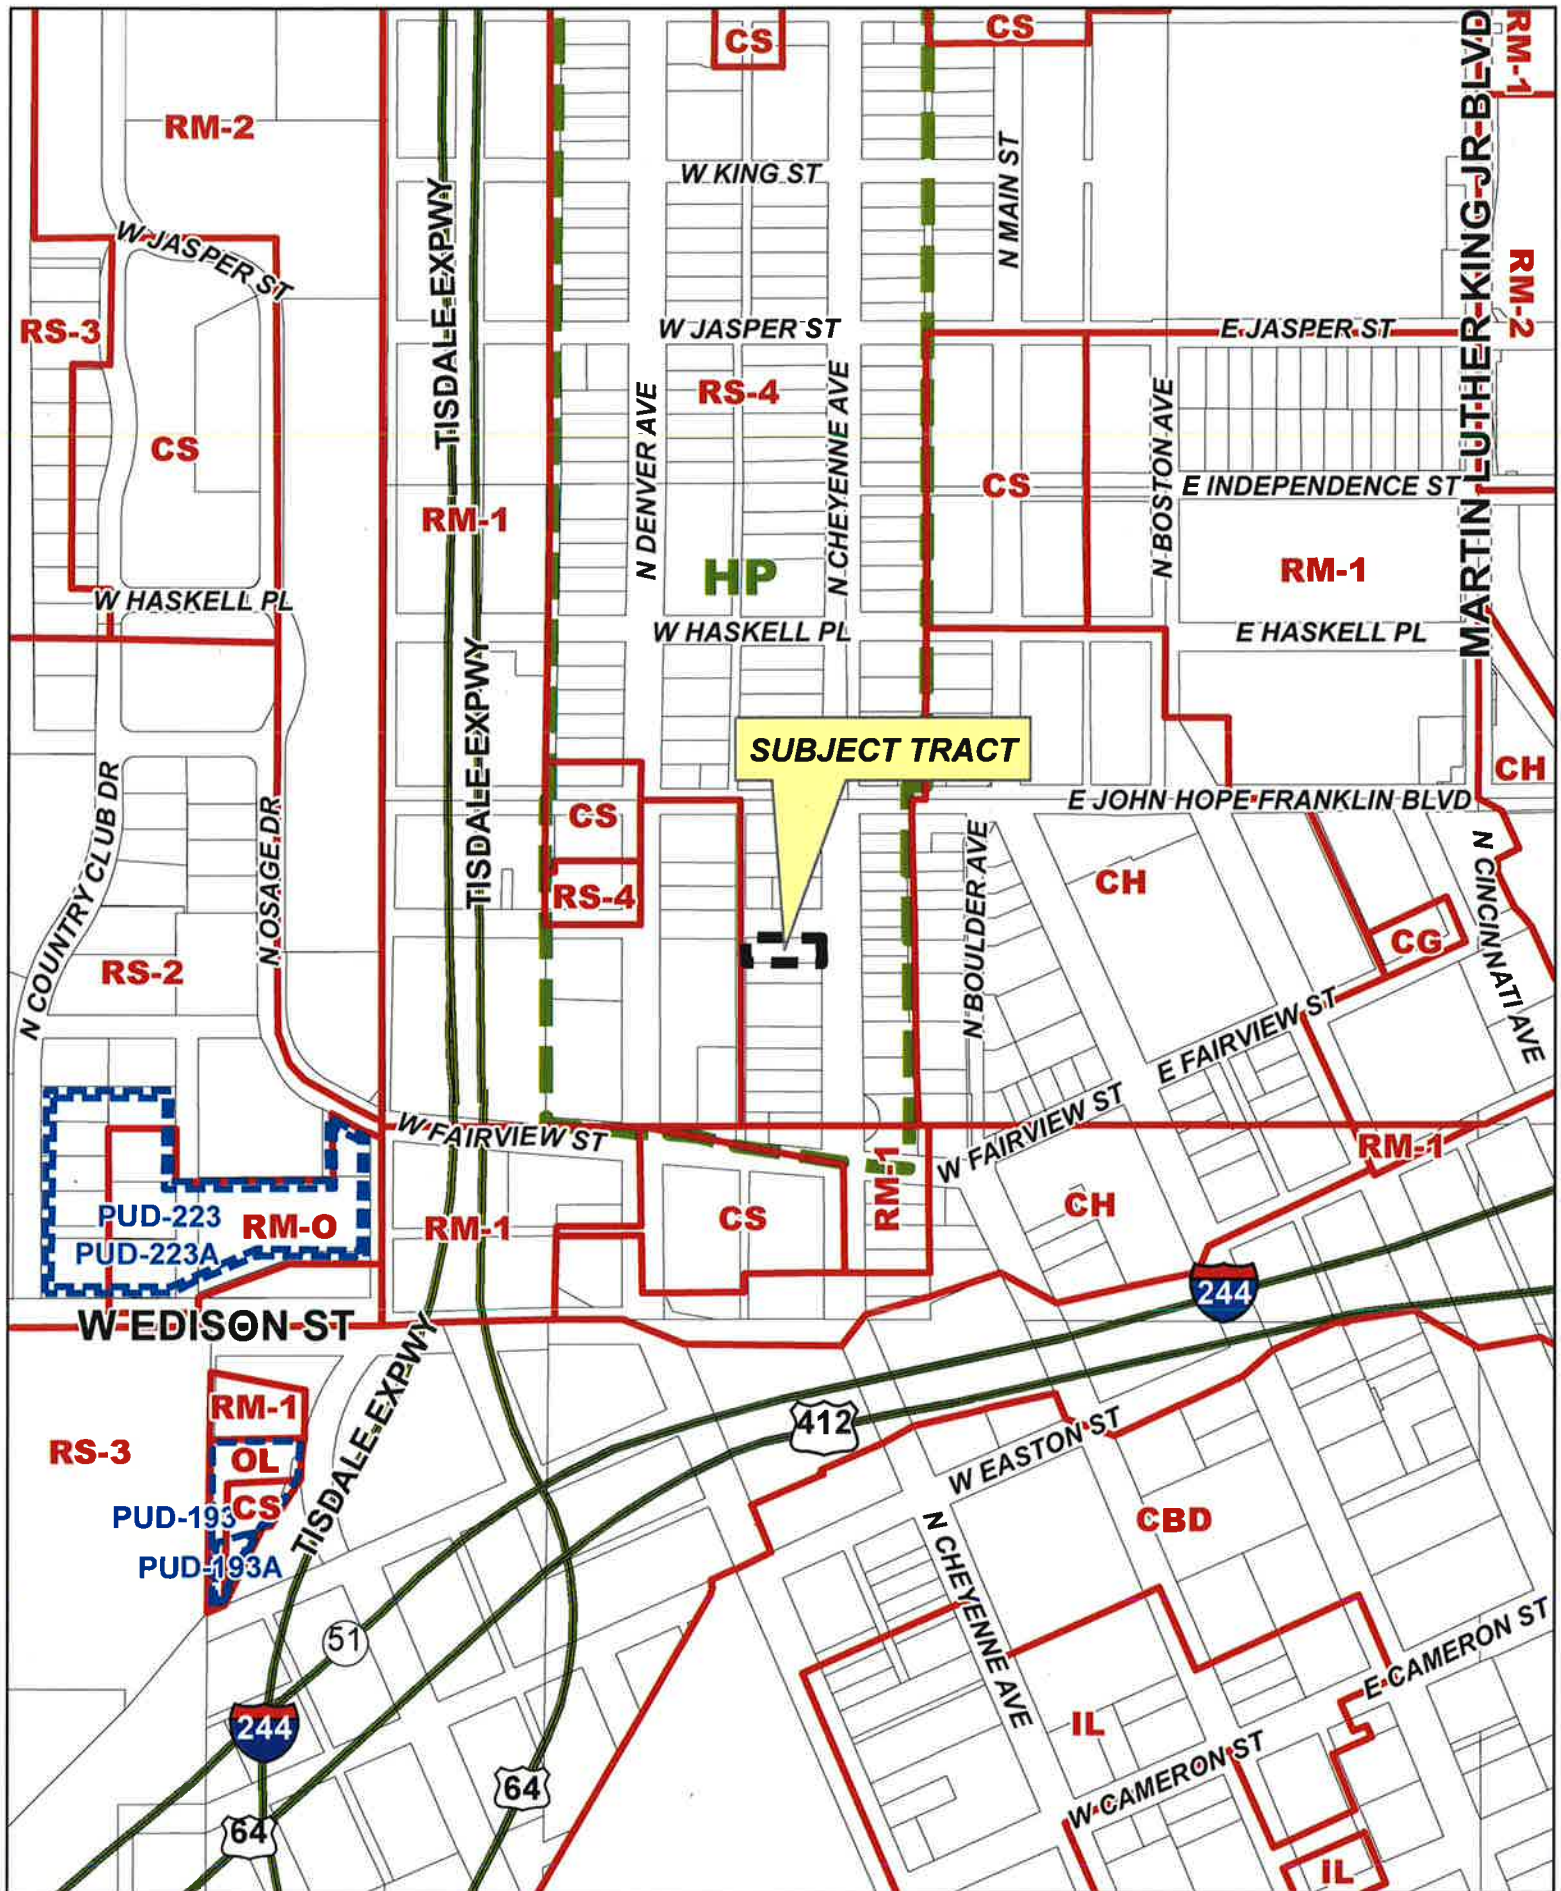 CS
CS
RM-1
RM-2
W KING ST
N MAIN ST
MARTIN LUTHER KING JR BLVD
W JASPER ST
TISDALE EXPWY
RM-2
RS-3
W JASPER ST
E JASPER ST
RS-4
N DENVER AVE
N CHEYENNE AVE
N BOSTON AVE
CS
CS
E INDEPENDENCE ST
RM-1
HP
RM-1
W HASKELL PL
W HASKELL PL
E HASKELL PL
TISDALE EXPWY
SUBJECT TRACT
CH
N COUNTRY CLUB DR
N OSAGE DR
CS
E JOHN HOPE FRANKLIN BLVD
RS-4
N BOULDER AVE
CH
N CINCINNATI AVE
CG
RS-2
E FAIRVIEW ST
W FAIRVIEW ST
W FAIRVIEW ST
RM-1
RM-1
PUD-223
RM-O
RM-1
CS
CH
PUD-223A
244
W EDISON ST
TISDALE EXPWY
RM-1
412
RS-3
OL
W EASTON ST
CS
PUD-193
CBD
PUD-193A
N CHEYENNE AVE
51
E CAMERON ST
244
IL
W CAMERON ST
64
64
IL